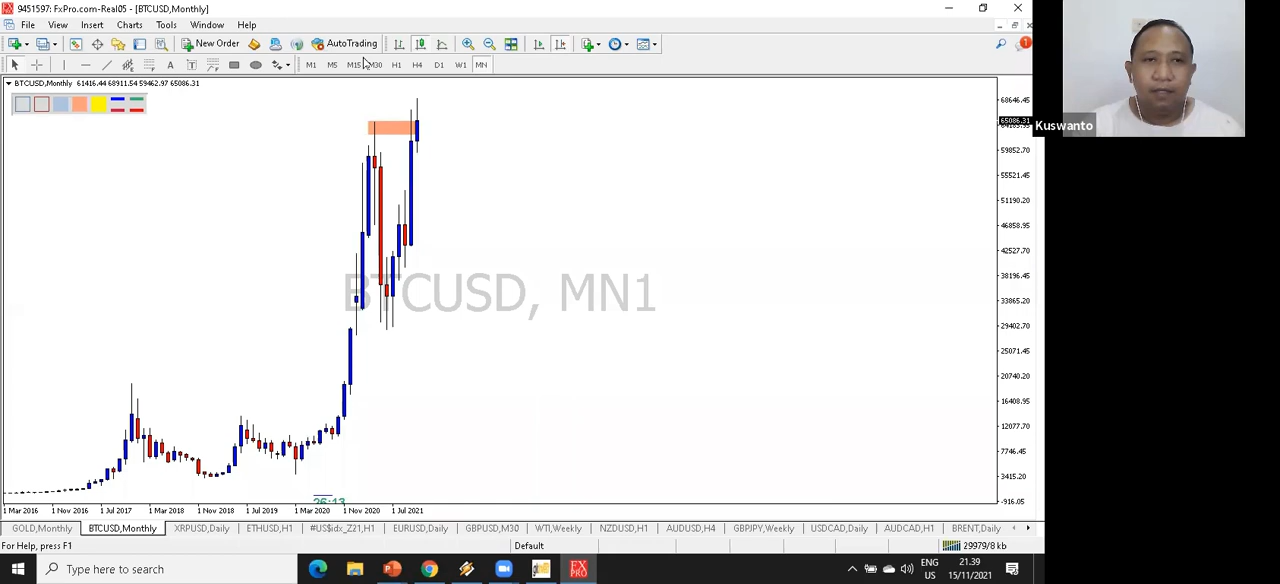 9451597: FxPro.com-Real05 - [BTCUSD,Monthly]
File View Insert Charts Tools Window Help
New Order AutoTrading
1
A T M1 M5 M15 M30 H1 H4 D1 W1 MN
BTCUSD,Monthly 61416.44 68911.54 59462.97 65086.31
Kuswanto
68646.45
65086.31
59852.70
55521.45
51190.20
46858.95
42527.70
38196.45
33865.20
29402.70
25071.45
20740.20
16408.95
12077.70
7746.45
3415.20
-916.05
BTCUSD, MN1
26:13
1 Mar 2016 1 Nov 2016 1 Jul 2017 1 Mar 2018 1 Nov 2018 1 Jul 2019 1 Mar 2020 1 Nov 2020 1 Jul 2021
GOLD,Monthly BTCUSD,Monthly XRPUSD,Daily ETHUSD,H1 #US$idx_Z21,H1 EURUSD,Daily GBPUSD,M30 WTI,Weekly NZDUSD,H1 AUDUSD,H4 GBPJPY,Weekly USDCAD,Daily AUDCAD,H1 BRENT,Daily
For Help, press F1 Default 29979/8 kb
Type here to search
FX PRO
ENG
US
21.39
15/11/2021